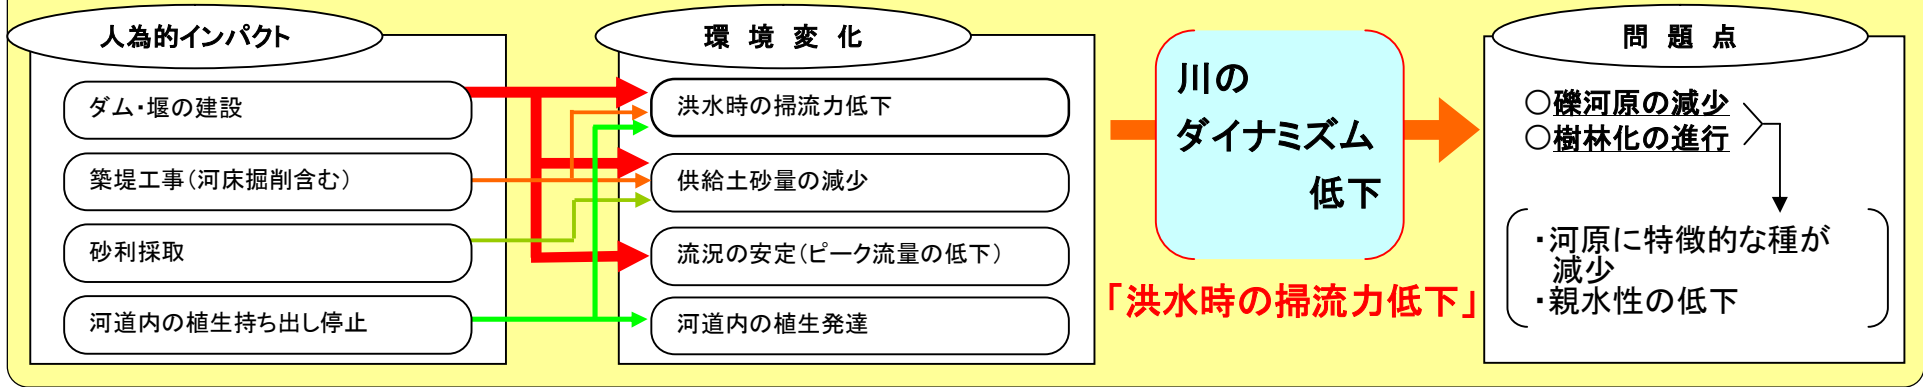 人為的インパクト
ダム・堰の建設
築堤工事（河床掘削含む）
砂利採取
河道内の植生持ち出し停止
環 境 変 化
洪水時の掃流力低下
供給土砂量の減少
流況の安定（ピーク流量の低下）
河道内の植生発達
川の
ダイナミズム
低下
「洪水時の掃流力低下」
問 題 点
○礫河原の減少
○樹林化の進行
・河原に特徴的な種が
減少
・親水性の低下